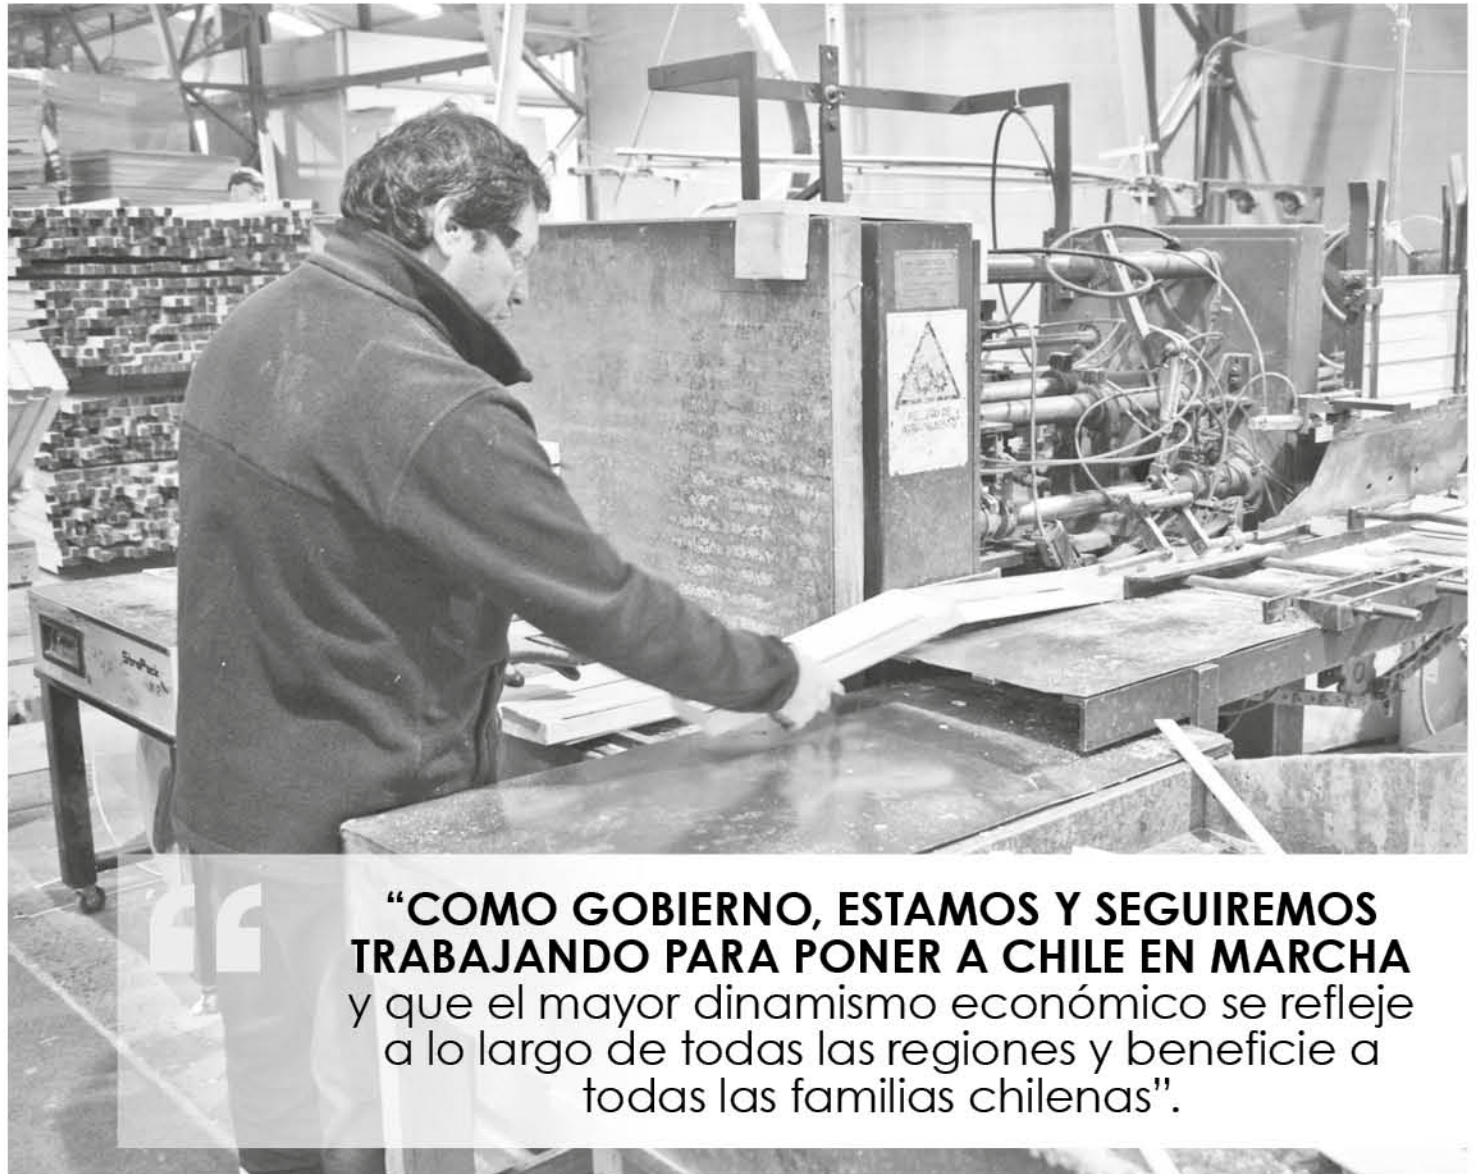 StraPack
“COMO GOBIERNO, ESTAMOS Y SEGUIREMOS
TRABAJANDO PARA PONER A CHILE EN MARCHA
y que el mayor dinamismo económico se refleje
a lo largo de todas las regiones y beneficie a
todas las familias chilenas”.